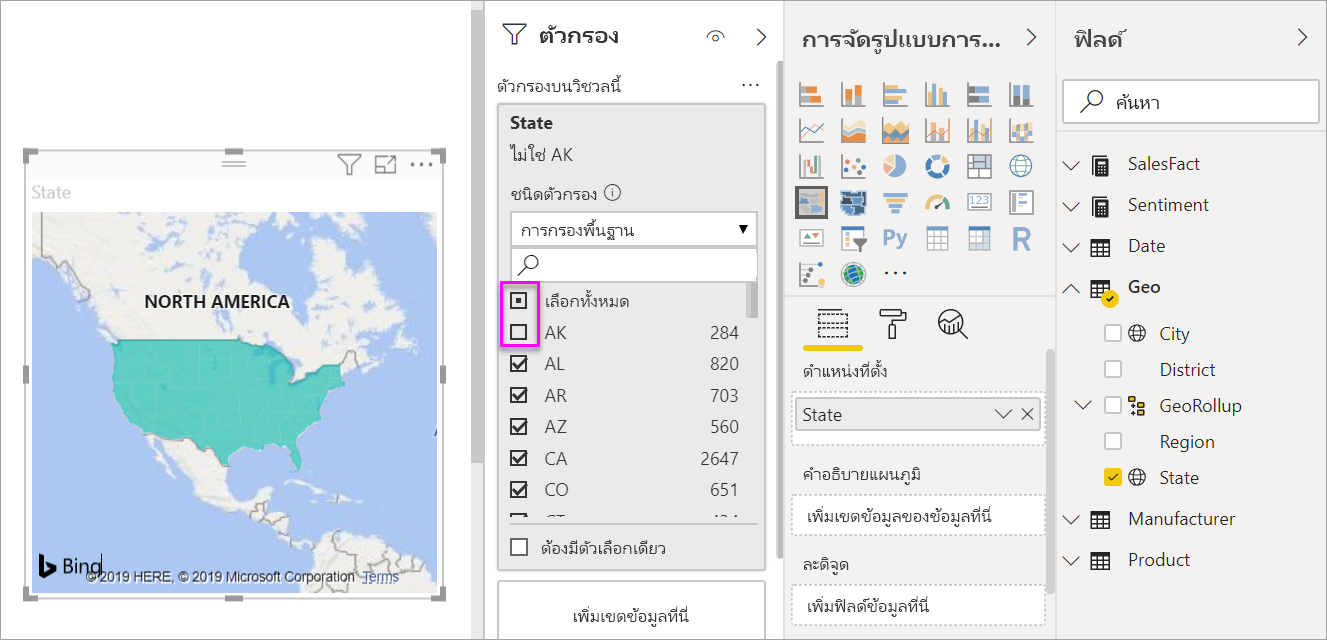 State
NORTH AMERICA
Bing
© 2019 HERE, © 2019 Microsoft Corporation Terms
ตัวกรอง
ตัวกรองบนวิชวลนี้
State
ไม่ใช่ AK
ชนิดตัวกรอง
การกรองพื้นฐาน
เลือกทั้งหมด
AK 284
AL 820
AR 703
AZ 560
CA 2647
CO 651
ต้องมีตัวเลือกเดียว
เพิ่มเขตข้อมูลที่นี่
การจัดรูปแบบการ...
123
Py
R
ตำแหน่งที่ตั้ง
State
คำอธิบายแผนภูมิ
เพิ่มเขตข้อมูลของข้อมูลที่นี่
ละติจูด
เพิ่มฟิลด์ข้อมูลที่นี่
ฟิลด์
ค้นหา
SalesFact
Sentiment
Date
Geo
City
District
GeoRollup
Region
State
Manufacturer
Product